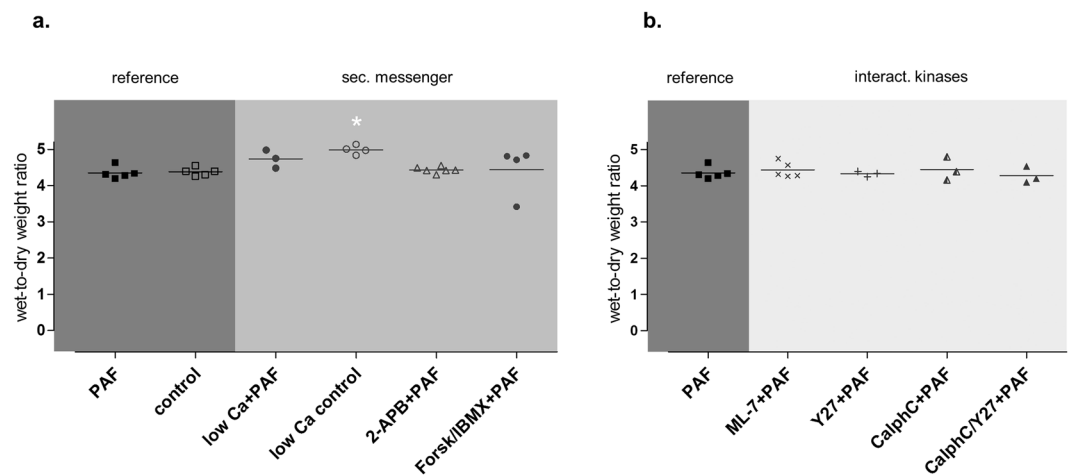 a.
reference
sec. messenger
*
wet-to-dry weight ratio
5
4
3
2
1
0
PAF
control
low Ca+PAF
low Ca control
2-APB+PAF
Forsk/IBMX+PAF
b.
reference
interact. kinases
wet-to-dry weight ratio
5
4
3
2
1
0
PAF
ML-7+PAF
Y27+PAF
CalphC+PAF
CalphC/Y27+PAF